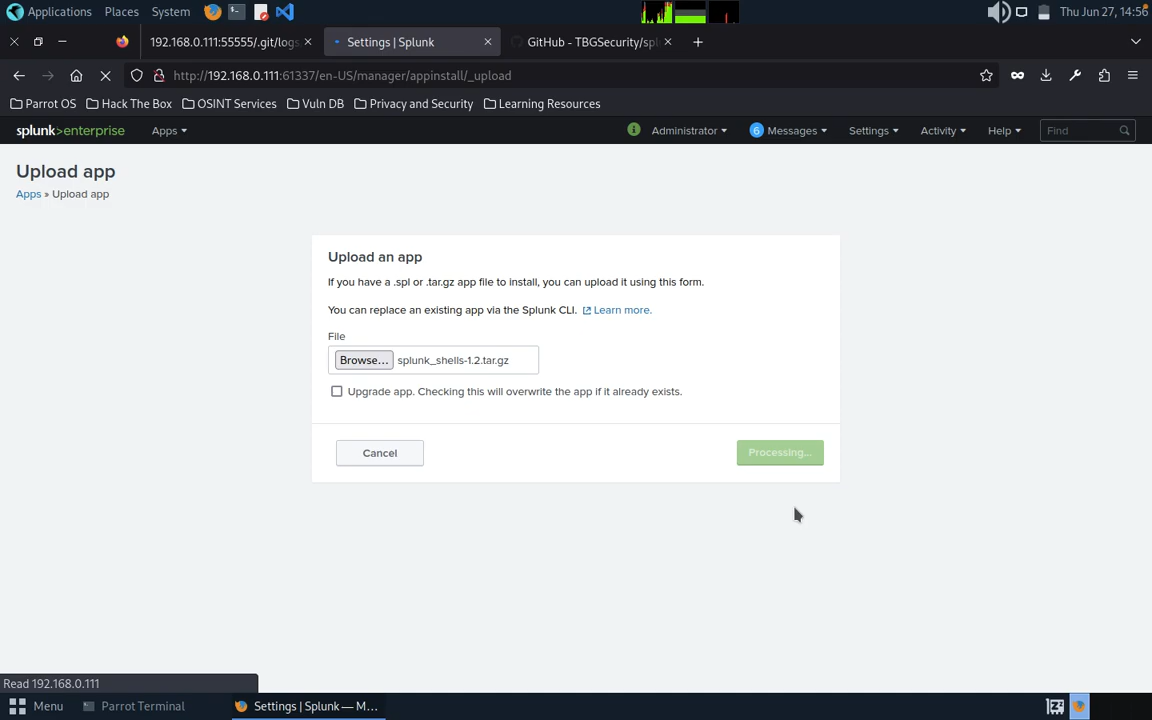 Applications Places System Thu Jun 27, 14:56
192.168.0.111:55555/.git/logs Settings | Splunk GitHub - TBGSecurity/spl
http://192.168.0.111:61337/en-US/manager/appinstall/_upload
Parrot OS Hack The Box OSINT Services Vuln DB Privacy and Security Learning Resources
splunk>enterprise Apps Administrator 6 Messages Settings Activity Help Find
Upload app
Apps » Upload app
Upload an app
If you have a .spl or .tar.gz app file to install, you can upload it using this form.
You can replace an existing app via the Splunk CLI. Learn more.
File
Browse... splunk_shells-1.2.tar.gz
Upgrade app. Checking this will overwrite the app if it already exists.
Cancel Processing...
Read 192.168.0.111
Menu Parrot Terminal Settings | Splunk — M...